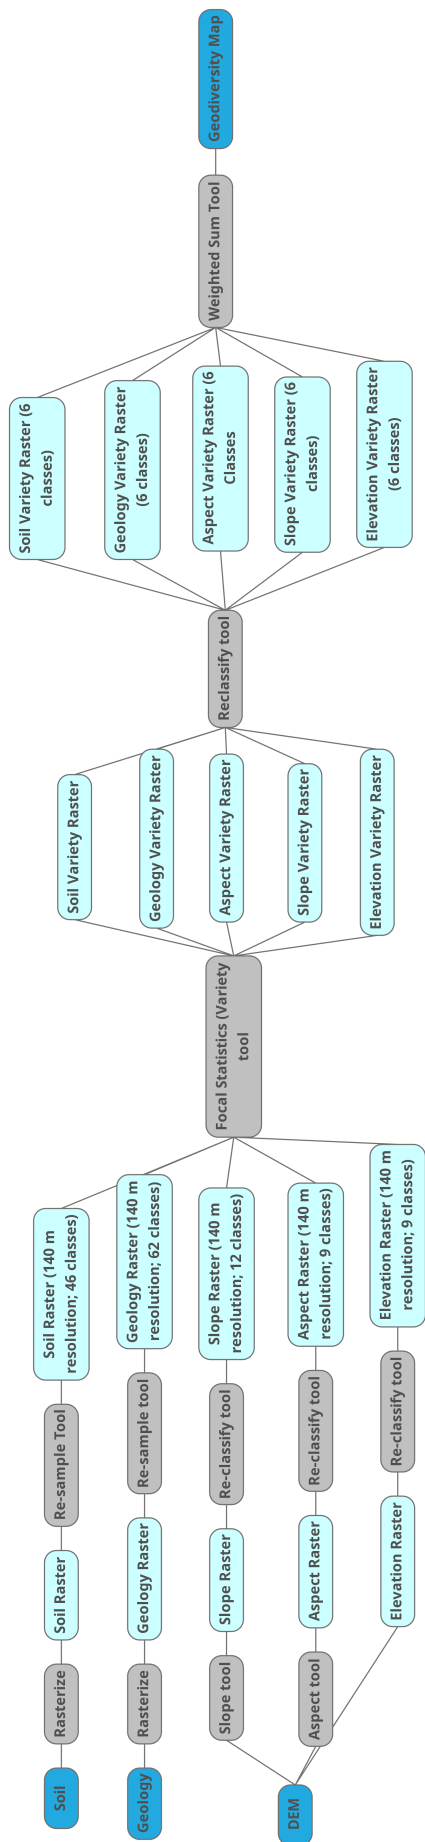 Soil
Rasterize
Soil Raster
Re-sample Tool
Soil Raster (140 m
resolution; 46 classes)
Geology
Rasterize
Geology Raster
Re-sample tool
Geology Raster (140 m
resolution; 62 classes)
DEM
Slope tool
Slope Raster
Re-classify tool
Slope Raster (140 m
resolution; 12 classes)
Aspect tool
Aspect Raster
Re-classify tool
Aspect Raster (140 m
resolution; 9 classes)
Elevation Raster
Re-classify tool
Elevation Raster (140 m
resolution; 9 classes)
Focal Statistics (Variety
tool
Soil Variety Raster
Geology Variety Raster
Aspect Variety Raster
Slope Variety Raster
Elevation Variety Raster
Reclassify tool
Soil Variety Raster (6
classes)
Geology Variety Raster
(6 classes)
Aspect Variety Raster (6
Classes
Slope Variety Raster (6
classes)
Elevation Variety Raster
(6 classes)
Weighted Sum Tool
Geodiversity Map